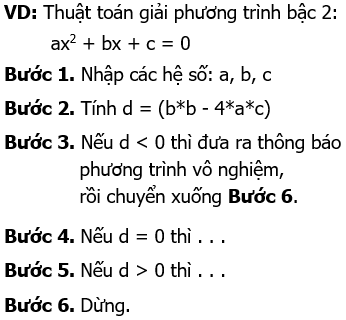 VD: Thuật toán giải phương trình bậc 2:
ax² + bx + c = 0
Bước 1. Nhập các hệ số: a, b, c
Bước 2. Tính d = (b*b - 4*a*c)
Bước 3. Nếu d < 0 thì đưa ra thông báo
phương trình vô nghiệm,
rồi chuyển xuống Bước 6.
Bước 4. Nếu d = 0 thì . . .
Bước 5. Nếu d > 0 thì . . .
Bước 6. Dừng.